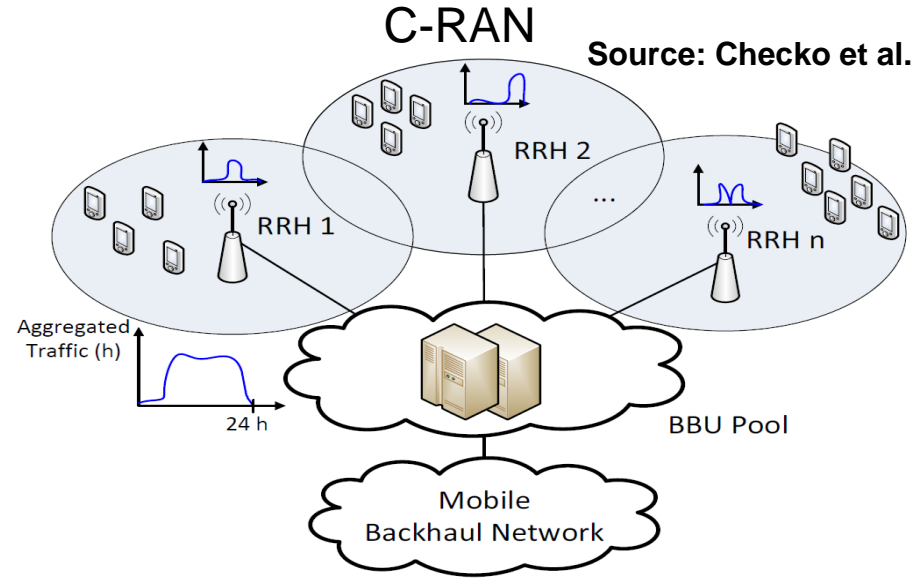 C-RAN
Source: Checko et al.
RRH 2
...
RRH 1
RRH n
Aggregated
Traffic (h)
24 h
BBU Pool
Mobile
Backhaul Network